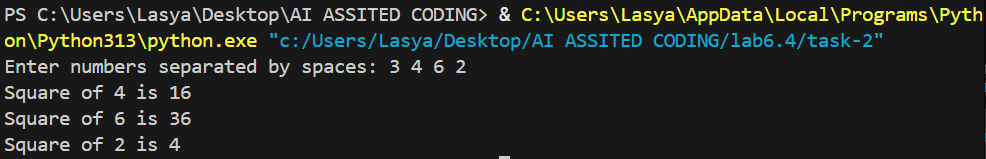 PS C:\Users\Lasya\Desktop\AI ASSITED CODING> & C:\Users\Lasya\AppData\Local\Programs\Pyth
on\Python313\python.exe "c:/Users/Lasya/Desktop/AI ASSITED CODING/lab6.4/task-2"
Enter numbers separated by spaces: 3 4 6 2
Square of 4 is 16
Square of 6 is 36
Square of 2 is 4